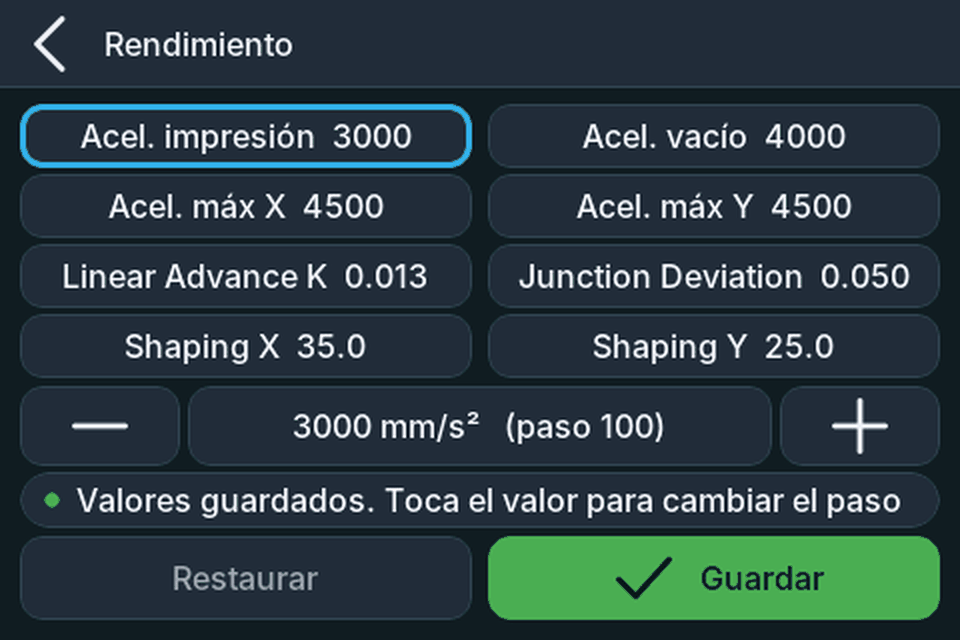 Rendimiento
Acel. impresión 3000
Acel. vacío 4000
Acel. máx X 4500
Acel. máx Y 4500
Linear Advance K 0.013
Junction Deviation 0.050
Shaping X 35.0
Shaping Y 25.0
3000 mm/s² (paso 100)
Valores guardados. Toca el valor para cambiar el paso
Restaurar
Guardar